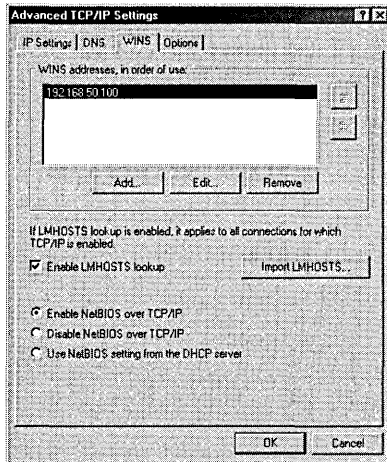 Advanced TCP/IP Settings
IP Settings DNS WINS Options
WINS addresses, in order of use:
192.168.50.100
Add... Edit... Remove
If LMHOSTS lookup is enabled, it applies to all connections for which
TCP/IP is enabled.
Enable LMHOSTS lookup Import LMHOSTS...
Enable NetBIOS over TCP/IP
Disable NetBIOS over TCP/IP
Use NetBIOS setting from the DHCP server
OK Cancel